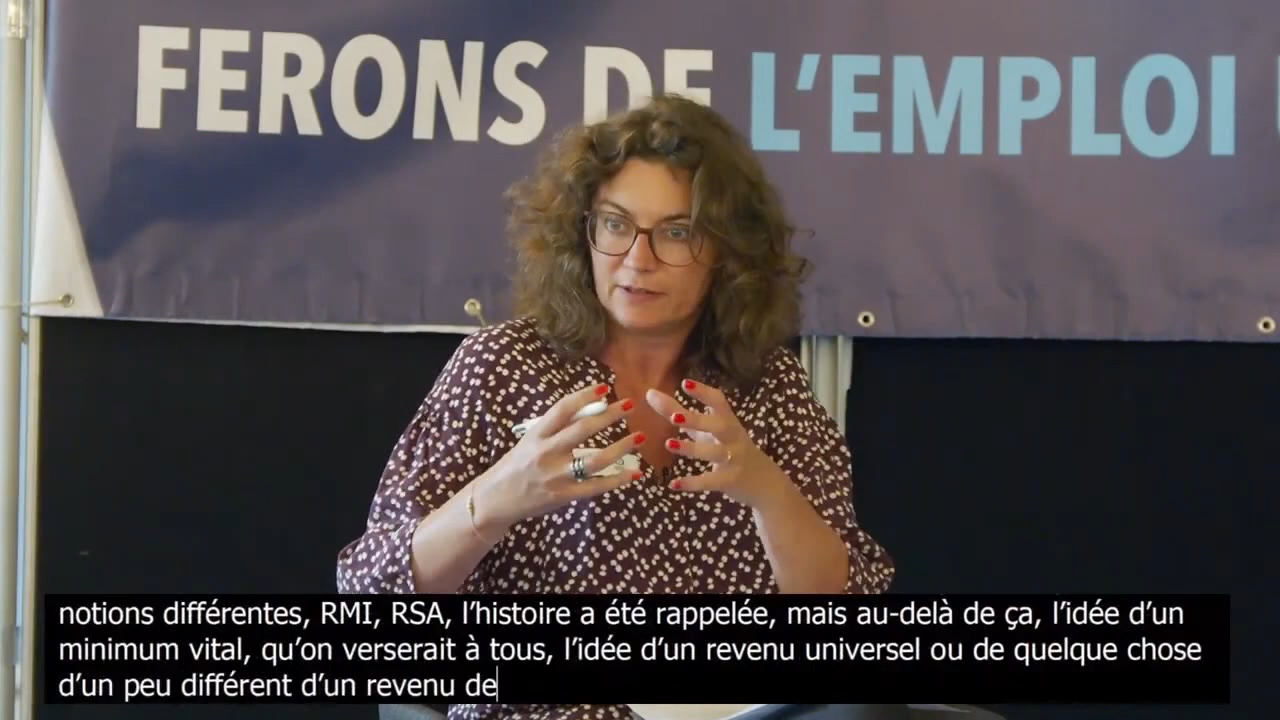 FERONS DE L'EMPLOI
notions différentes, RMI, RSA, l'histoire a été rappelée, mais au-delà de ça, l'idée d'un
minimum vital, qu'on verserait à tous, l'idée d'un revenu universel ou de quelque chose
d'un peu différent d'un revenu de